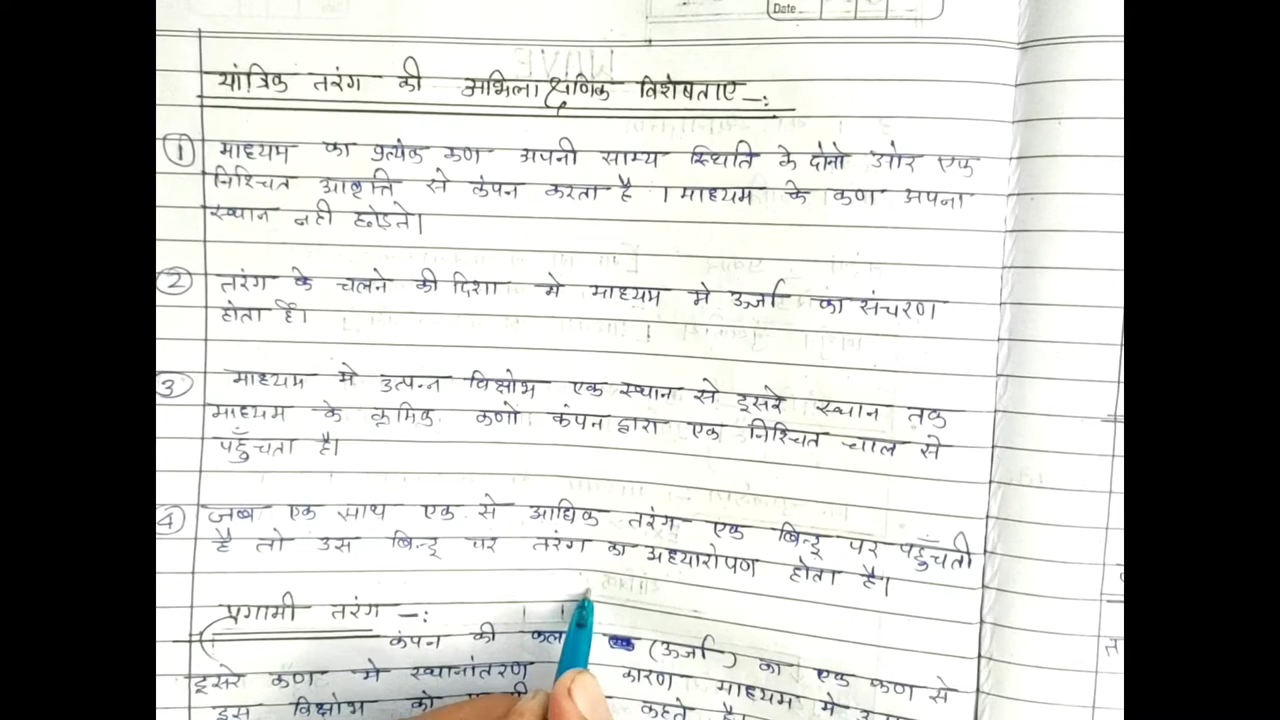 Date
यांत्रिक तरंग की अभिलाक्षणिक विशेषताए -:
① माध्यम का प्रत्येक कण अपनी साम्य स्थिति के दोनो ओर एक
निश्चित आवृत्ति से कंपन करता है । माध्यम के कण अपना
स्थान नही छोड़ते।
② तरंग के चलने की दिशा मे माध्यम मे ऊर्जा का संचरण
होता है।
③ माध्यम मे उत्पन्न विक्षोभ एक स्थान से दूसरे स्थान तक
माध्यम के क्रमिक कणो कंपन द्वारा एक निश्चित चाल से
पहुँचता है।
④ जब एक साथ एक से अधिक तरंग एक बिन्दू पर पहुँचती
है तो उस बिन्दू पर तरंग का अध्यारोपण होता है।
प्रगामी तरंग -:
कंपन की (ऊर्जा) का एक कण से
दूसरे कण मे स्थानांतरण कारण माध्यम मे
इस विक्षोभ को कहते है।